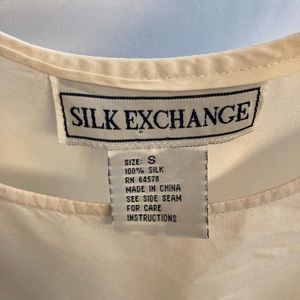 SILK EXCHANGE
SIZE: S
100% SILK
RN 64578
MADE IN CHINA
SEE SIDE SEAM
FOR CARE
INSTRUCTIONS